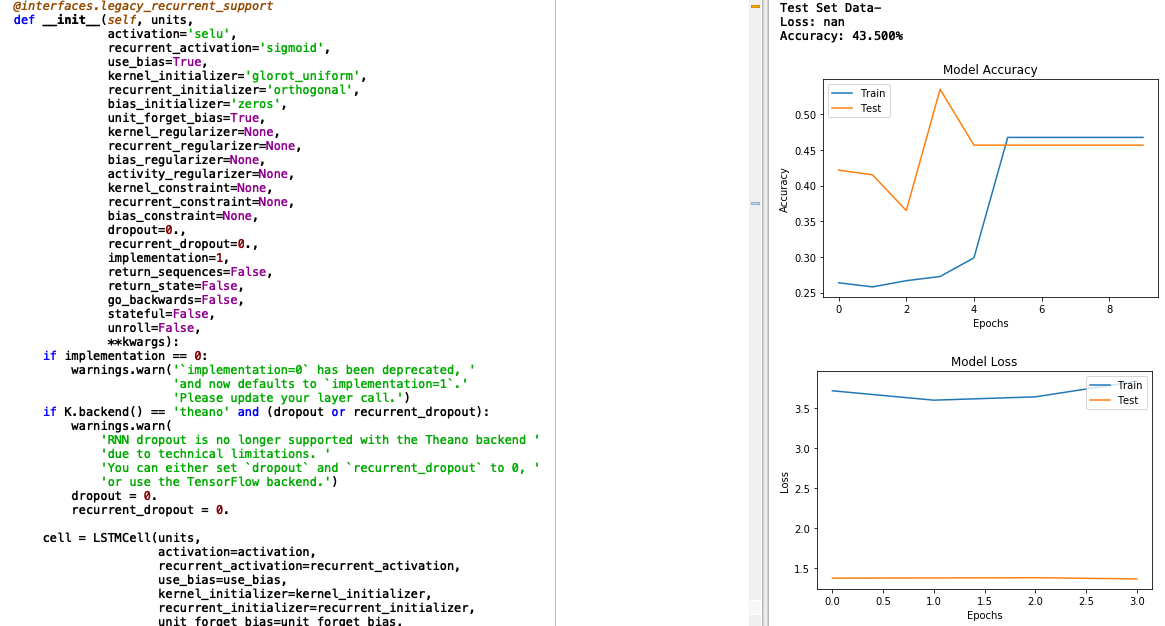 @interfaces.legacy_recurrent_support
def __init__(self, units,
activation='selu',
recurrent_activation='sigmoid',
use_bias=True,
kernel_initializer='glorot_uniform',
recurrent_initializer='orthogonal',
bias_initializer='zeros',
unit_forget_bias=True,
kernel_regularizer=None,
recurrent_regularizer=None,
bias_regularizer=None,
activity_regularizer=None,
kernel_constraint=None,
recurrent_constraint=None,
bias_constraint=None,
dropout=0.,
recurrent_dropout=0.,
implementation=1,
return_sequences=False,
return_state=False,
go_backwards=False,
stateful=False,
unroll=False,
**kwargs):
if implementation == 0:
warnings.warn('`implementation=0` has been deprecated, '
'and now defaults to `implementation=1`.'
'Please update your layer call.')
if K.backend() == 'theano' and (dropout or recurrent_dropout):
warnings.warn(
'RNN dropout is no longer supported with the Theano backend '
'due to technical limitations. '
'You can either set `dropout` and `recurrent_dropout` to 0, '
'or use the TensorFlow backend.')
dropout = 0.
recurrent_dropout = 0.
cell = LSTMCell(units,
activation=activation,
recurrent_activation=recurrent_activation,
use_bias=use_bias,
kernel_initializer=kernel_initializer,
recurrent_initializer=recurrent_initializer,
unit_forget_bias=unit_forget_bias,
Test Set Data-
Loss: nan
Accuracy: 43.500%
Model Accuracy
Train
Test
0.50
0.45
0.40
0.35
0.30
0.25
Accuracy
0 2 4 6 8
Epochs
Model Loss
Train
Test
3.5
3.0
2.5
2.0
1.5
Loss
0.0 0.5 1.0 1.5 2.0 2.5 3.0
Epochs